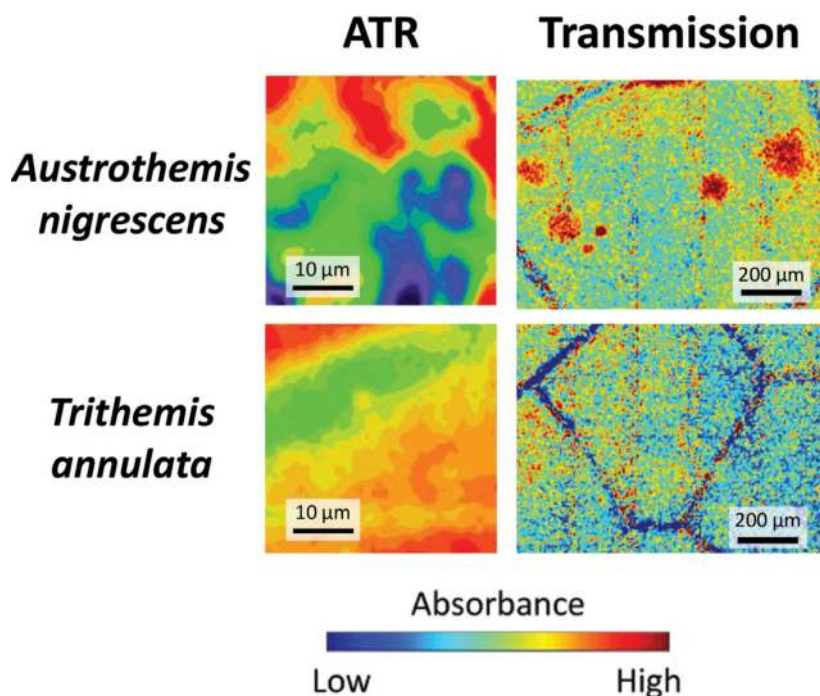 ATR Transmission
Austrothemis
nigrescens
10 µm
200 µm
Trithemis
annulata
10 µm
200 µm
Absorbance
Low High